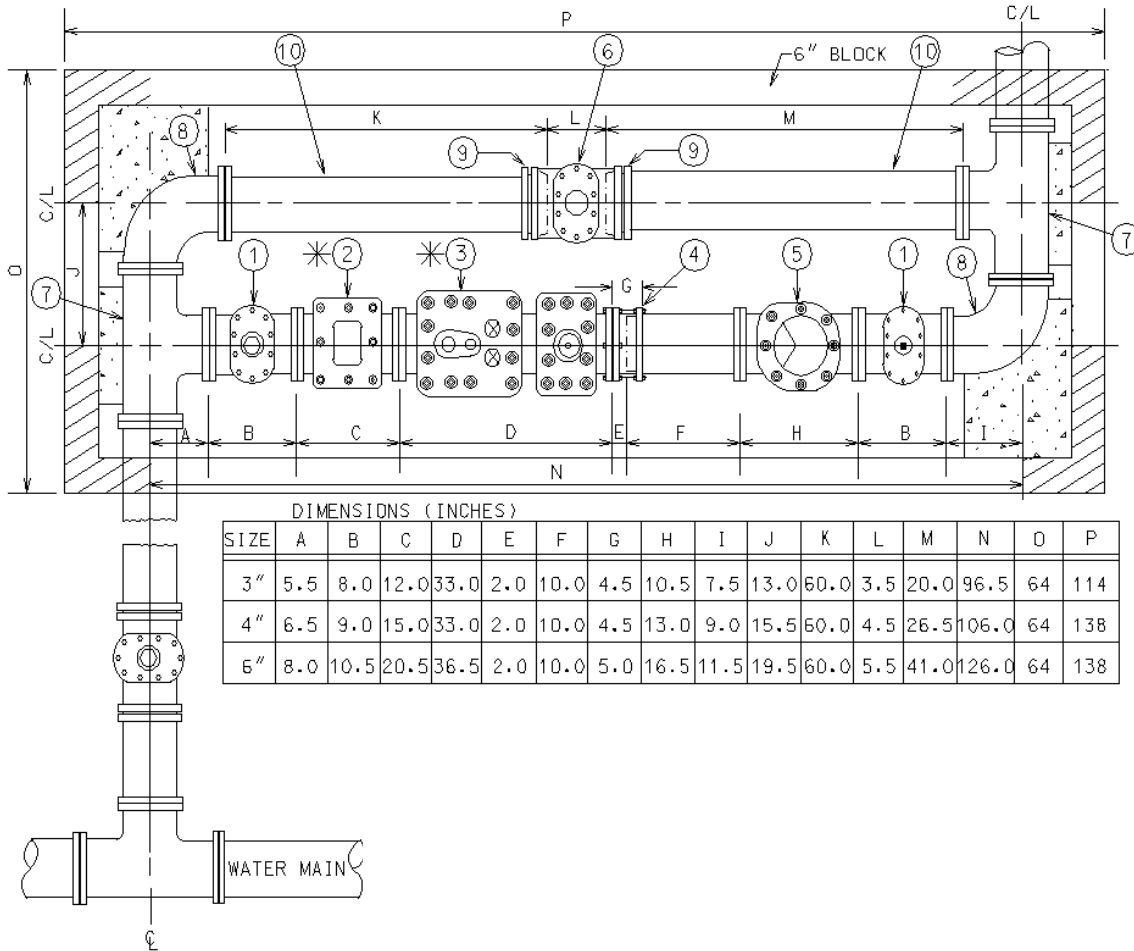 P
C/L
10
6
6" BLOCK
10
K
L
M
8
9
9
C/L
7
1
2
3
4
5
1
8
O
J
G
7
C/L
A
B
C
D
E
F
H
B
I
N
DIMENSIONS (INCHES)
SIZE A B C D E F G H I J K L M N O P
3" 5.5 8.0 12.0 33.0 2.0 10.0 4.5 10.5 7.5 13.0 60.0 3.5 20.0 96.5 64 114
4" 6.5 9.0 15.0 33.0 2.0 10.0 4.5 13.0 9.0 15.5 60.0 4.5 26.5 106.0 64 138
6" 8.0 10.5 20.5 36.5 2.0 10.0 5.0 16.5 11.5 19.5 60.0 5.5 41.0 126.0 64 138
WATER MAIN
℄